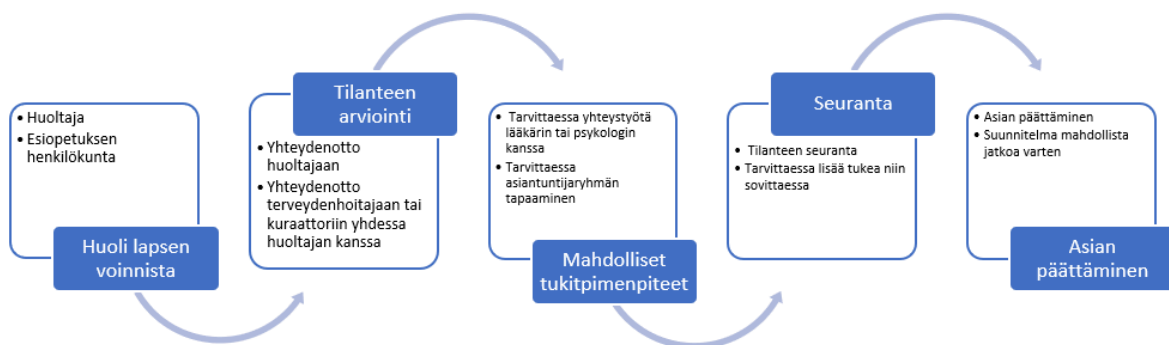 • Huoltaja
• Esiopetuksen
henkilökunta
Huoli lapsen
voinnista
Tilanteen
arviointi
• Yhteydenotto
huoltajaan
• Yhteydenotto
terveydenhoitajaan tai
kuraattoriin yhdessa
huoltajan kanssa
• Tarvittaessa yhteystyötä
lääkärin tai psykologin
kanssa
• Tarvittaessa
asiantuntijaryhmän
tapaaminen
Mahdolliset
tukitpimenpiteet
Seuranta
• Tilanteen seuranta
• Tarvittaessa lisää tukea niin
sovittaessa
• Asian päättäminen
• Suunnitelma mahdollista
jatkoa varten
Asian
päättäminen